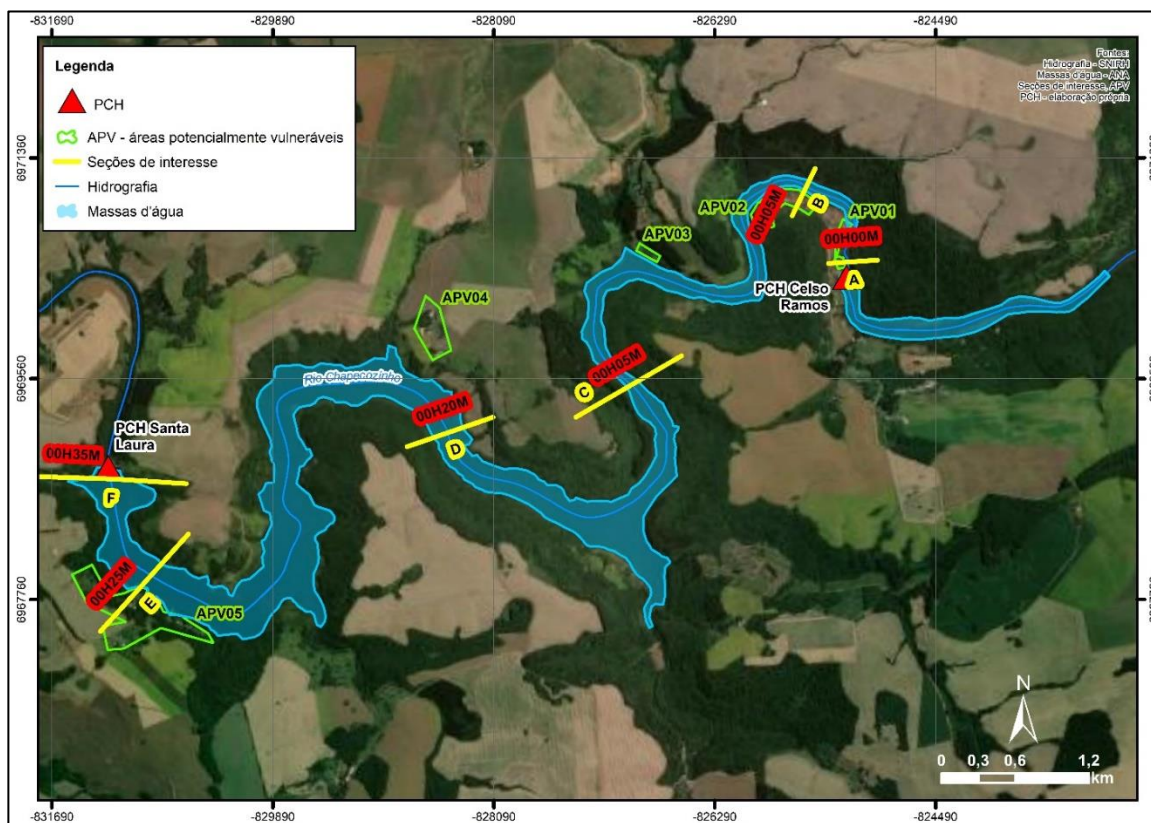 -831690
-829890
-828090
-826290
-824490
Legenda
PCH
APV - áreas potencialmente vulneráveis
Seções de interesse
Hidrografia
Massas d'água
Fontes:
Hidrografia - SNIRH
Massas d'água - ANA
Seções de interesse, APV
PCH - elaboração própria
6971360
APV02
00H05M
B
APV01
00H00M
APV03
PCH Celso
Ramos
A
APV04
6969560
Rio Chapecozinho
00H05M
C
00H20M
D
PCH Santa
Laura
00H35M
F
6967760
00H25M
E
APV05
N
0 0,3 0,6 1,2
km
-831690
-829890
-828090
-826290
-824490